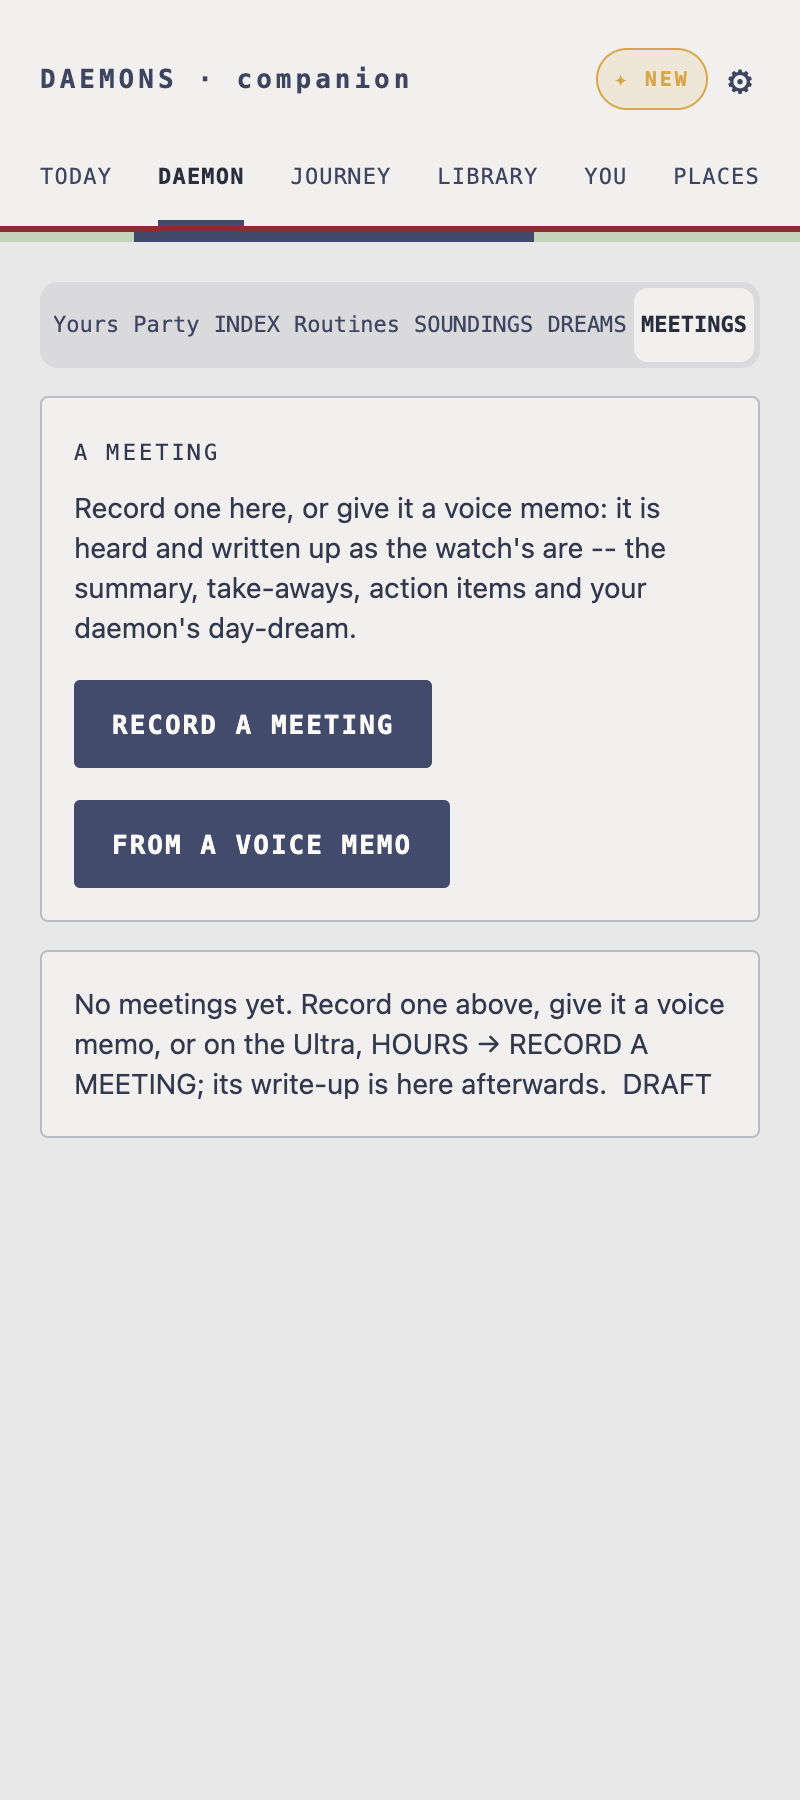 DAEMONS · companion
✦ NEW ⚙
TODAY DAEMON JOURNEY LIBRARY YOU PLACES
Yours Party INDEX Routines SOUNDINGS DREAMS MEETINGS
A MEETING
Record one here, or give it a voice memo: it is
heard and written up as the watch's are -- the
summary, take-aways, action items and your
daemon's day-dream.
RECORD A MEETING
FROM A VOICE MEMO
No meetings yet. Record one above, give it a voice
memo, or on the Ultra, HOURS → RECORD A
MEETING; its write-up is here afterwards. DRAFT